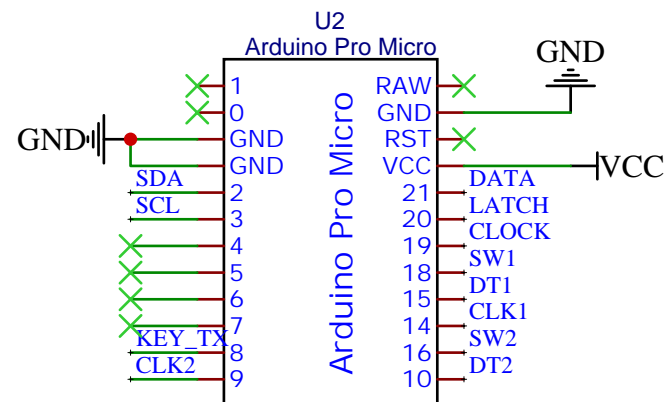 U2
Arduino Pro Micro
GND
1 RAW
0 GND
GND GND RST
GND VCC VCC
SDA 2 21 DATA
SCL 3 20 LATCH
4 19 CLOCK
5 18 SW1
6 15 DT1
7 14 CLK1
KEY_TX 8 16 SW2
CLK2 9 10 DT2
Arduino Pro Micro